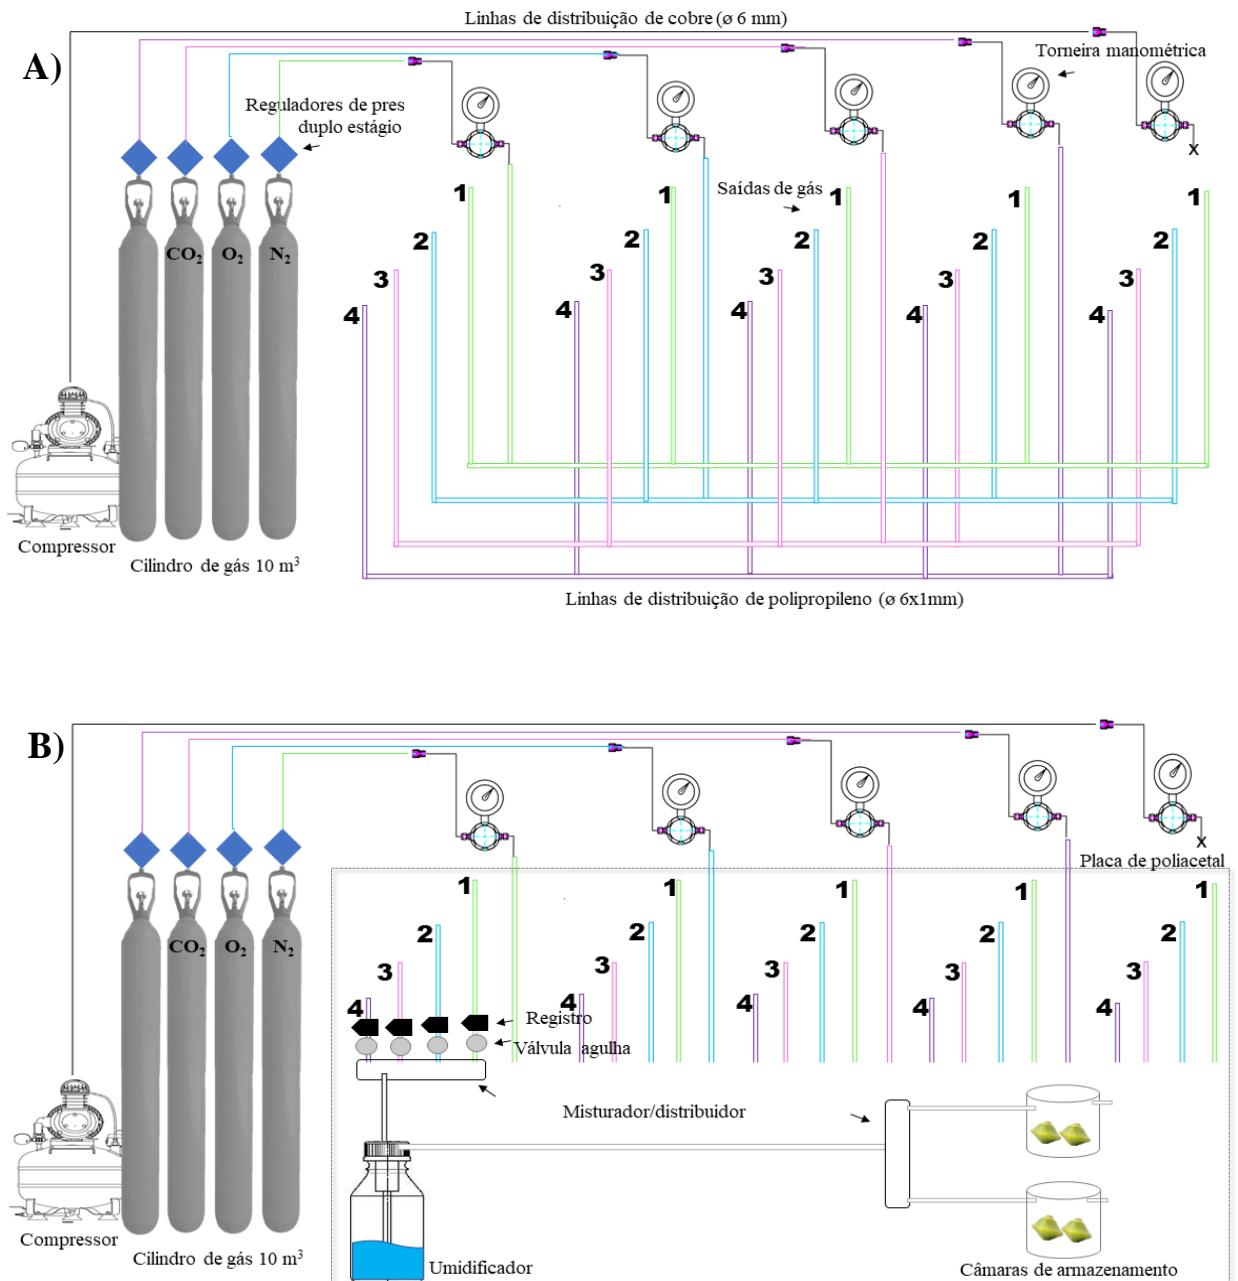 Linhas de distribuição de cobre (ø 6 mm)
A)
Torneira manométrica
Reguladores de pres
duplo estágio
x
Saídas de gás
1 1 1 1 1
2 2 2 2 2
CO2 O2 N2
3 3 3 3 3
4 4 4 4 4
Compressor
Cilindro de gás 10 m³
Linhas de distribuição de polipropileno (ø 6x1mm)
B)
x
Placa de poliacetal
1 1 1 1 1
2 2 2 2 2
CO2 O2 N2
3 3 3 3 3
4 4 4 4 4
Registro
Válvula agulha
Misturador/distribuidor
Compressor
Cilindro de gás 10 m³
Umidificador
Câmaras de armazenamento